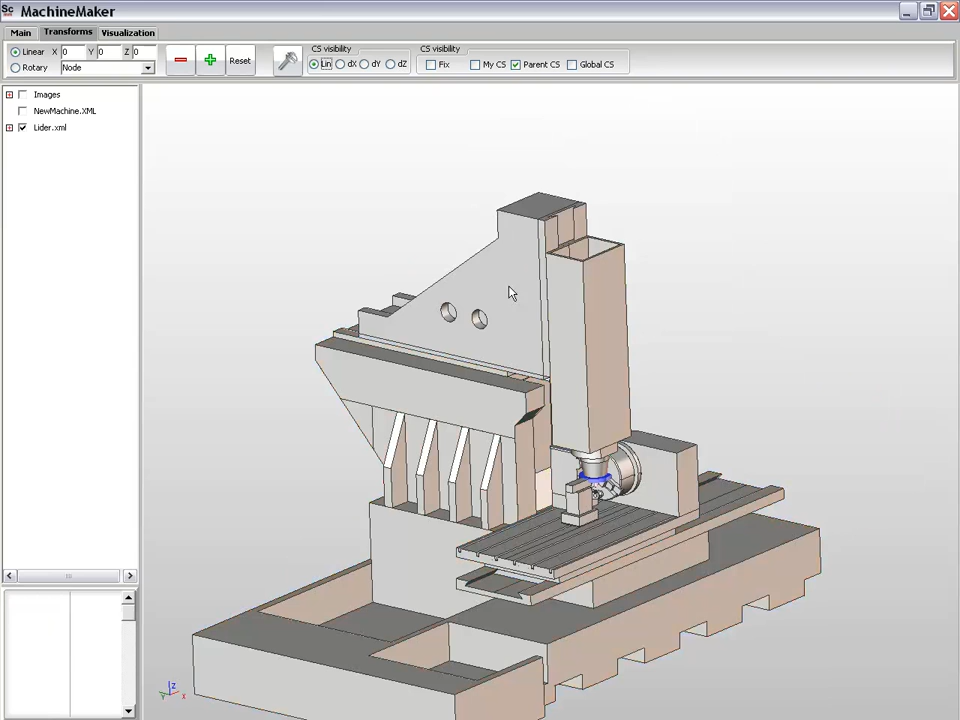 Sc MachineMaker
Main Transforms Visualization
Linear X 0 Y 0 Z 0
Rotary Node
Reset
CS visibility
Lin dX dY dZ
CS visibility
Fix My CS Parent CS Global CS
Images
NewMachine.XML
Lider.xml
Z
Y X